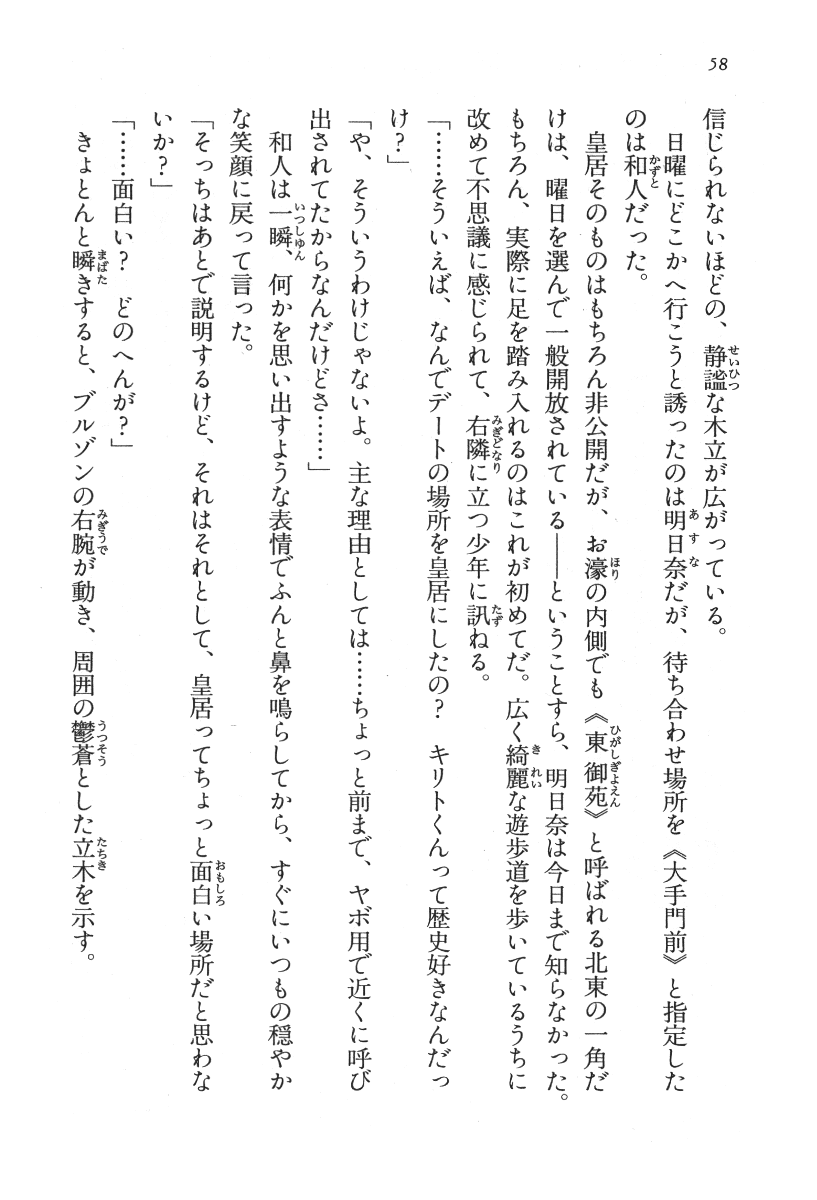 58
信じられないほどの、静謐な木立が広がっている。
日曜にどこかへ行こうと誘ったのは明日奈だが、待ち合わせ場所を《大手門前》と指定した
のは和人だった。
皇居そのものはもちろん非公開だが、お濠の内側でも《東御苑》と呼ばれる北東の一角だ
けは、曜日を選んで一般開放されている――ということすら、明日奈は今日まで知らなかった。
もちろん、実際に足を踏み入れるのはこれが初めてだ。広く綺麗な遊歩道を歩いているうちに
改めて不思議に感じられて、右隣に立つ少年に訊ねる。
「……そういえば、なんでデートの場所を皇居にしたの？　キリトくんって歴史好きなんだっ
け？」
「や、そういうわけじゃないよ。主な理由としては……ちょっと前まで、ヤボ用で近くに呼び
出されてたからなんだけどさ……」
和人は一瞬、何かを思い出すような表情でふんと鼻を鳴らしてから、すぐにいつもの穏やか
な笑顔に戻って言った。
「そっちはあとで説明するけど、それはそれとして、皇居ってちょっと面白い場所だと思わな
いか？」
「……面白い？　どのへんが？」
きょとんと瞬きすると、ブルゾンの右腕が動き、周囲の鬱蒼とした立木を示す。